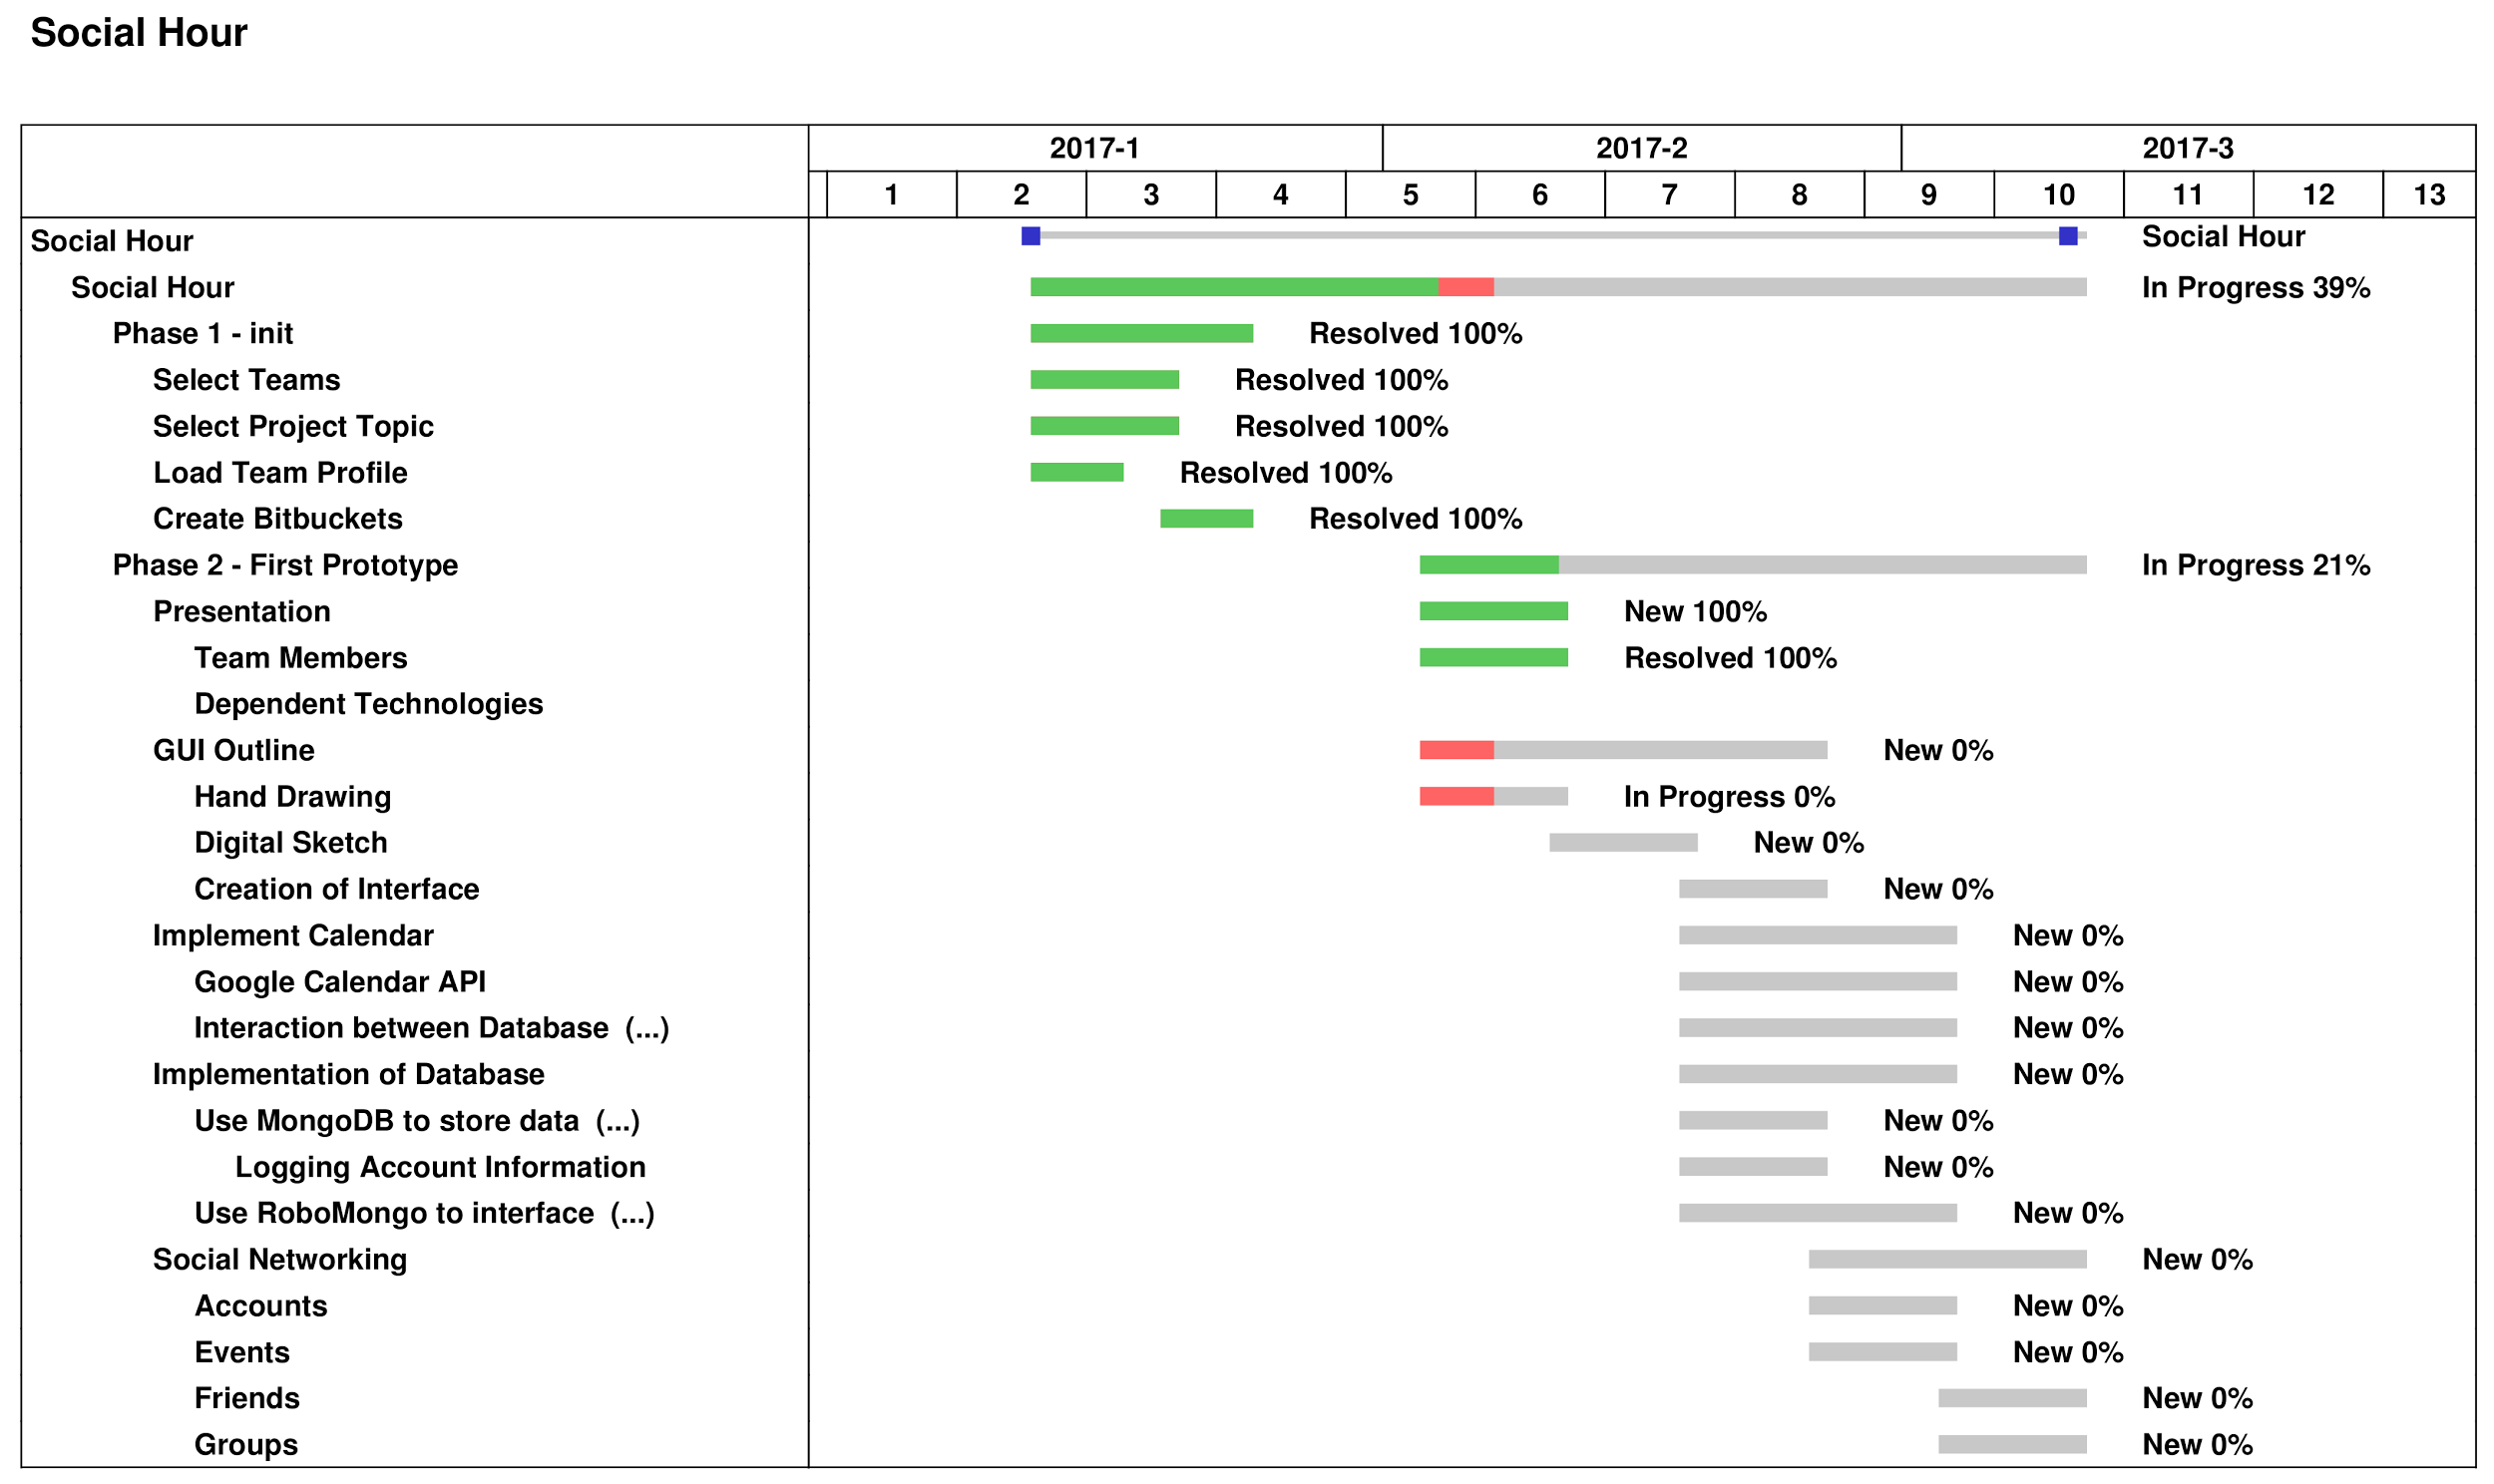 Social Hour
2017-1 2017-2 2017-3
1 2 3 4 5 6 7 8 9 10 11 12 13
Social Hour Social Hour
Social Hour In Progress 39%
Phase 1 - init Resolved 100%
Select Teams Resolved 100%
Select Project Topic Resolved 100%
Load Team Profile Resolved 100%
Create Bitbuckets Resolved 100%
Phase 2 - First Prototype In Progress 21%
Presentation New 100%
Team Members Resolved 100%
Dependent Technologies
GUI Outline New 0%
Hand Drawing In Progress 0%
Digital Sketch New 0%
Creation of Interface New 0%
Implement Calendar New 0%
Google Calendar API New 0%
Interaction between Database (...) New 0%
Implementation of Database New 0%
Use MongoDB to store data (...) New 0%
Logging Account Information New 0%
Use RoboMongo to interface (...) New 0%
Social Networking New 0%
Accounts New 0%
Events New 0%
Friends New 0%
Groups New 0%